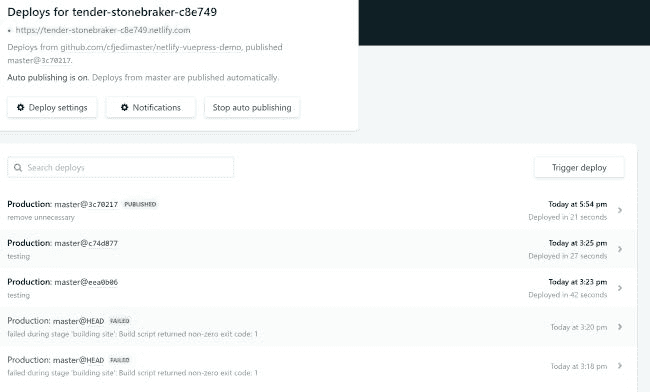 Deploys for tender-stonebraker-c8e749
• https://tender-stonebraker-c8e749.netlify.com
Deploys from github.com/cfjedimaster/netlify-vuepress-demo, published
master@3c70217.
Auto publishing is on. Deploys from master are published automatically.
Deploy settings
Notifications
Stop auto publishing
Search deploys
Trigger deploy
Production: master@3c70217 PUBLISHED
Today at 5:54 pm
remove unnecessary
Deployed in 21 seconds
Production: master@c74d877
Today at 3:25 pm
testing
Deployed in 27 seconds
Production: master@eea0b06
Today at 3:23 pm
testing
Deployed in 42 seconds
Production: master@HEAD FAILED
Today at 3:20 pm
failed during stage 'building site': Build script returned non-zero exit code: 1
Production: master@HEAD FAILED
Today at 3:18 pm
failed during stage 'building site': Build script returned non-zero exit code: 1